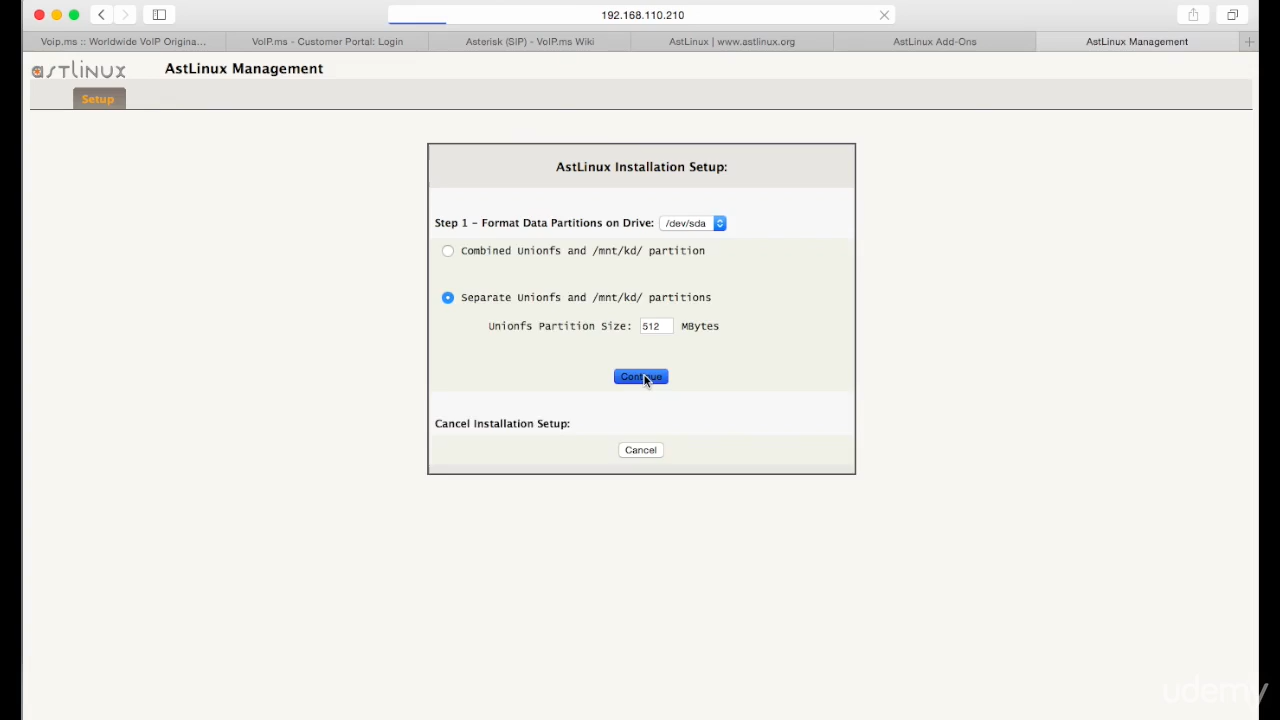 192.168.110.210
Voip.ms :: Worldwide VoIP Origina...
VoIP.ms - Customer Portal: Login
Asterisk (SIP) - VoIP.ms Wiki
AstLinux | www.astlinux.org
AstLinux Add-Ons
AstLinux Management
astlinux
AstLinux Management
Setup
AstLinux Installation Setup:
Step 1 - Format Data Partitions on Drive: /dev/sda
Combined Unionfs and /mnt/kd/ partition
Separate Unionfs and /mnt/kd/ partitions
Unionfs Partition Size: 512 MBytes
Continue
Cancel Installation Setup:
Cancel
udemy